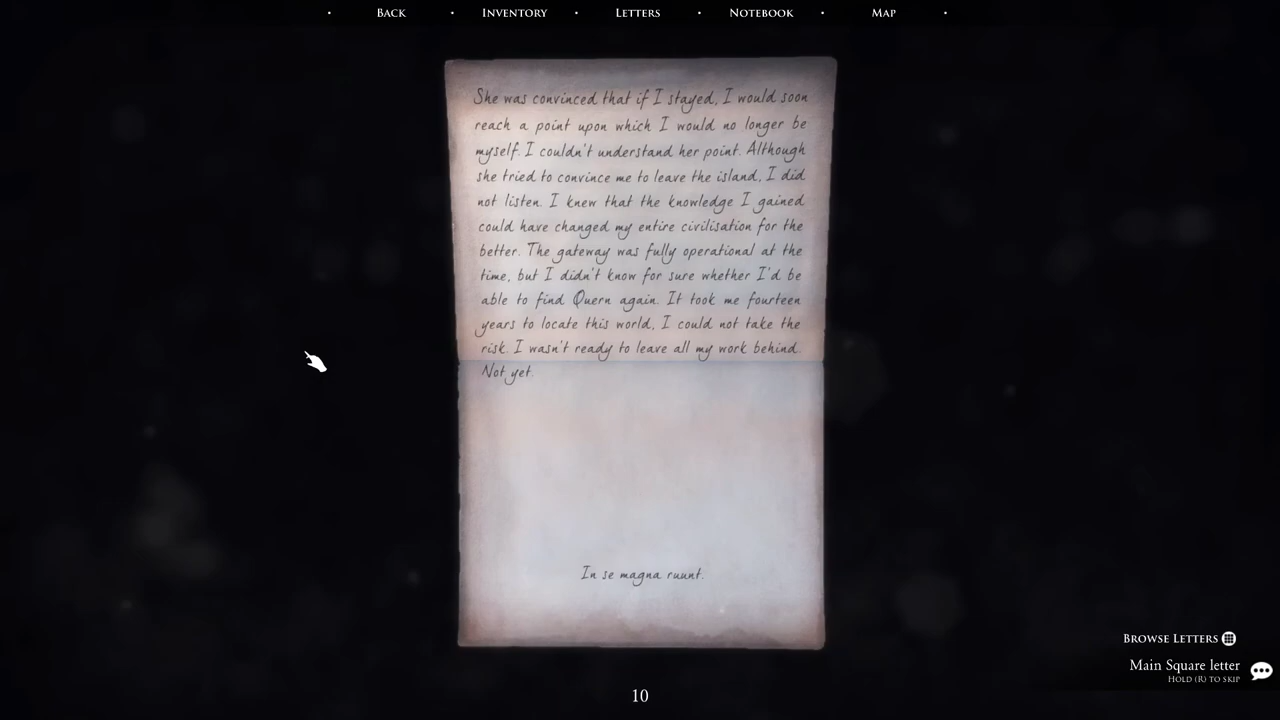 BACK
INVENTORY
LETTERS
NOTEBOOK
MAP
She was convinced that if I stayed, I would soon
reach a point upon which I would no longer be
myself. I couldn't understand her point. Although
she tried to convince me to leave the island, I did
not listen. I knew that the knowledge I gained
could have changed my entire civilisation for the
better. The gateway was fully operational at the
time, but I didn't know for sure whether I'd be
able to find Quern again. It took me fourteen
years to locate this world, I could not take the
risk. I wasn't ready to leave all my work behind.
Not yet.
In se magna ruunt.
BROWSE LETTERS
Main Square letter
HOLD (R) TO SKIP
10